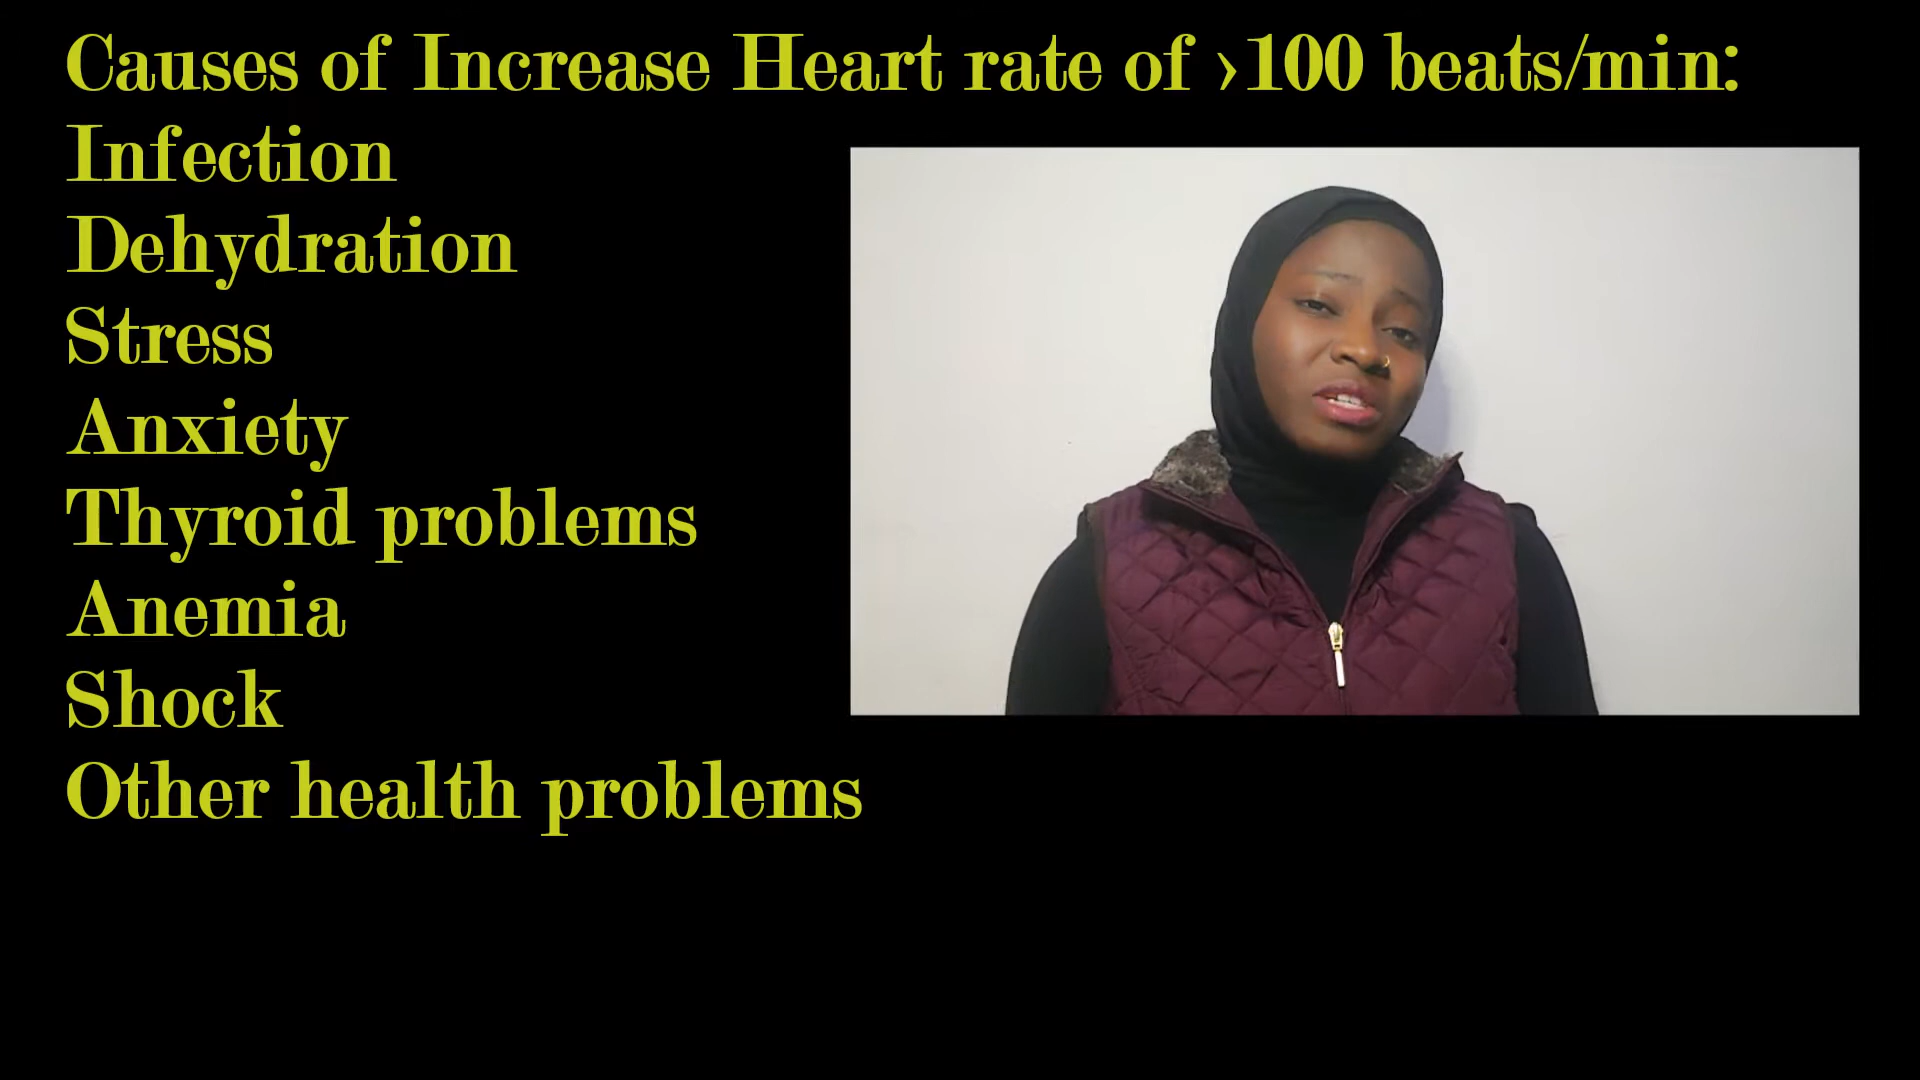 Causes of Increase Heart rate of >100 beats/min:
Infection
Dehydration
Stress
Anxiety
Thyroid problems
Anemia
Shock
Other health problems